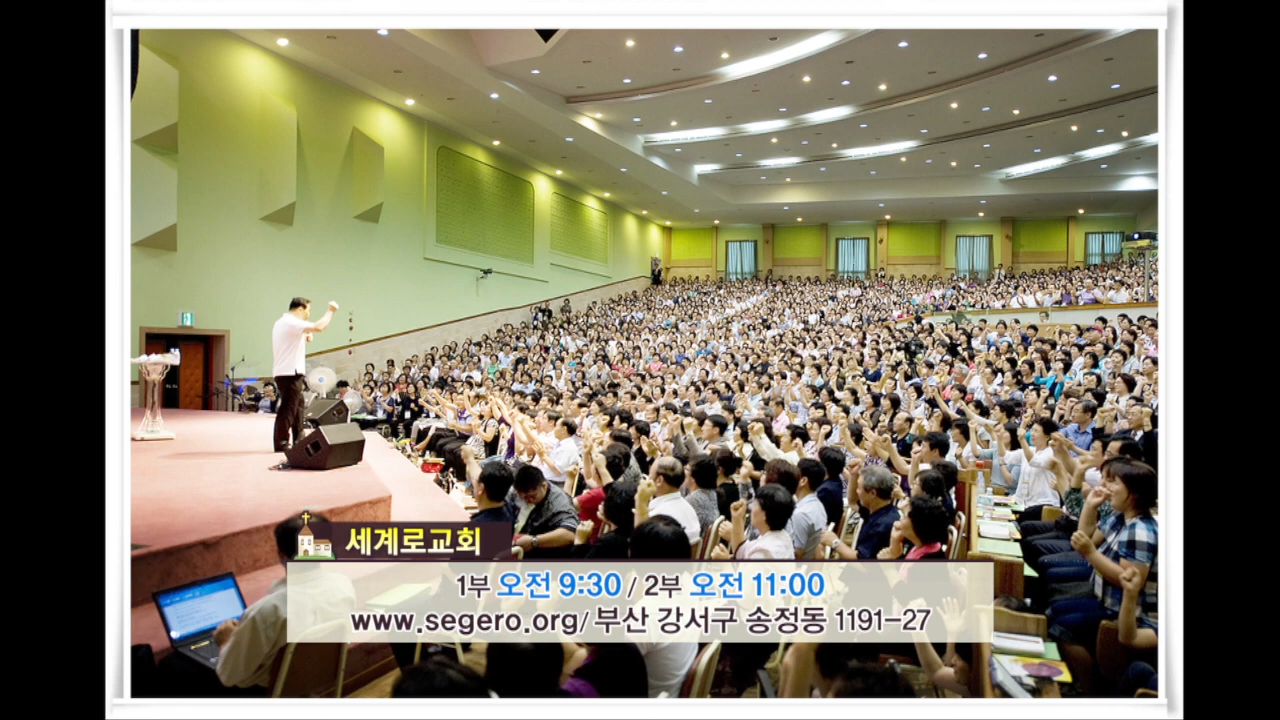 세계로교회
1부 오전 9:30 / 2부 오전 11:00
www.segero.org/ 부산 강서구 송정동 1191-27